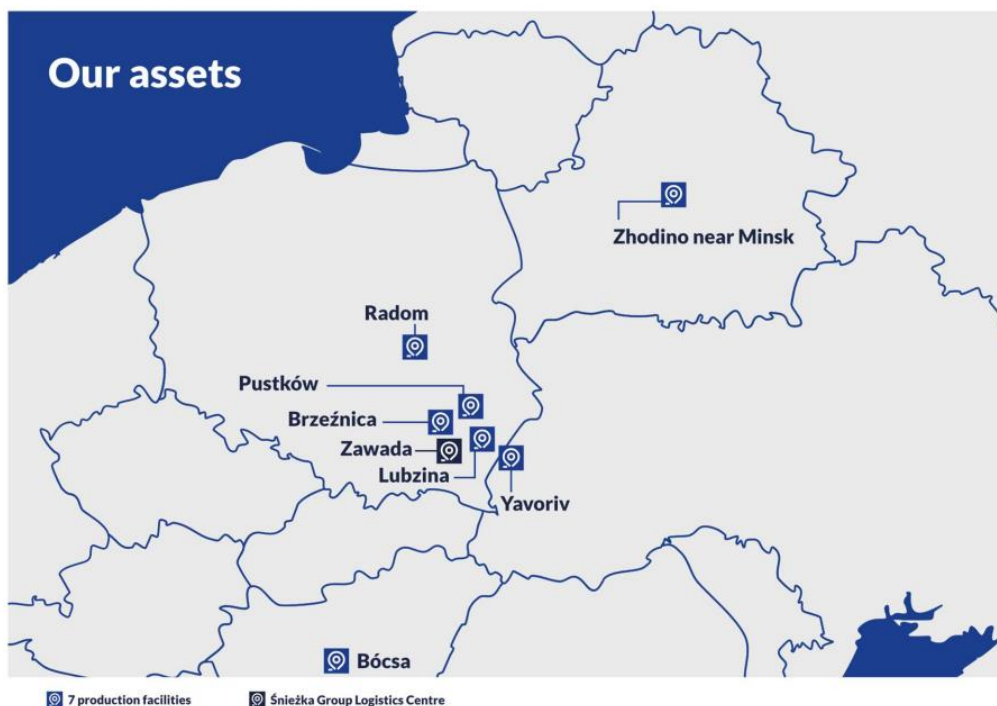 Our assets
Zhodino near Minsk
Radom
Pustków
Brzeźnica
Zawada
Lubzina
Yavoriv
Bócsa
7 production facilities
Śnieżka Group Logistics Centre